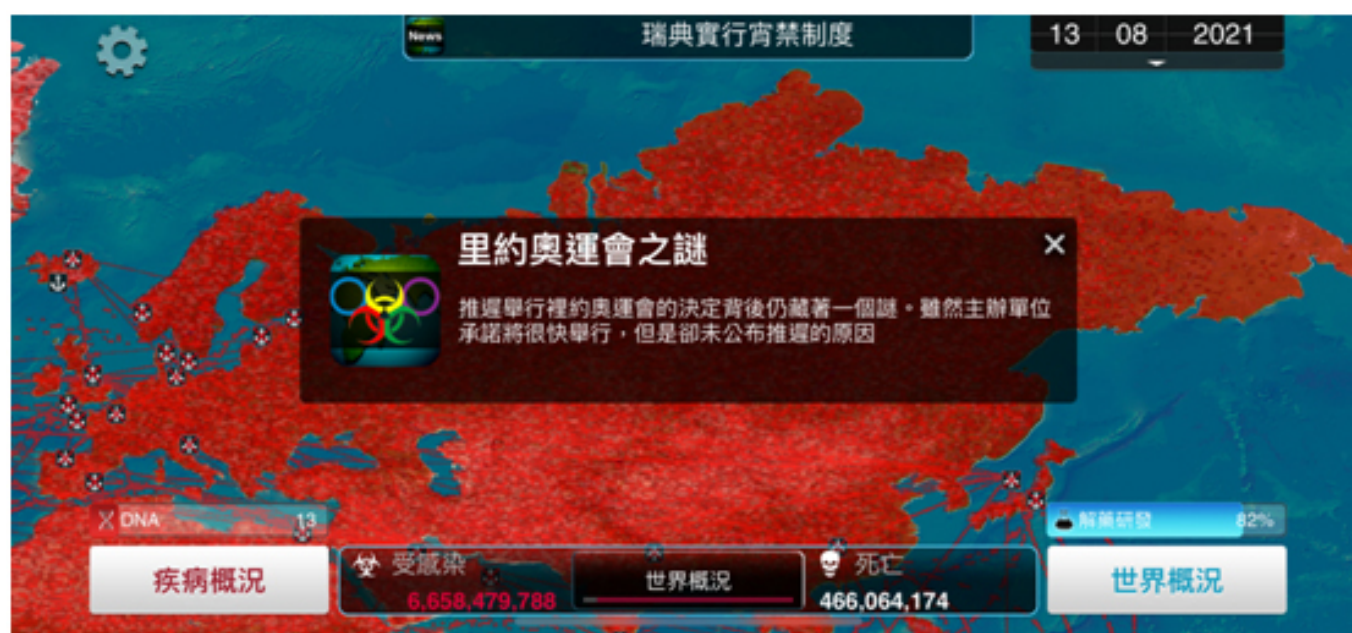 News
瑞典實行宵禁制度
13 08 2021
里約奧運會之謎
推遲舉行裡約奧運會的決定背後仍藏著一個謎。雖然主辦單位
承諾將很快舉行，但是卻未公布推遲的原因
DNA 13
解藥研發 82%
疾病概況
受感染
6,658,479,788
世界概況
死亡
466,064,174
世界概況